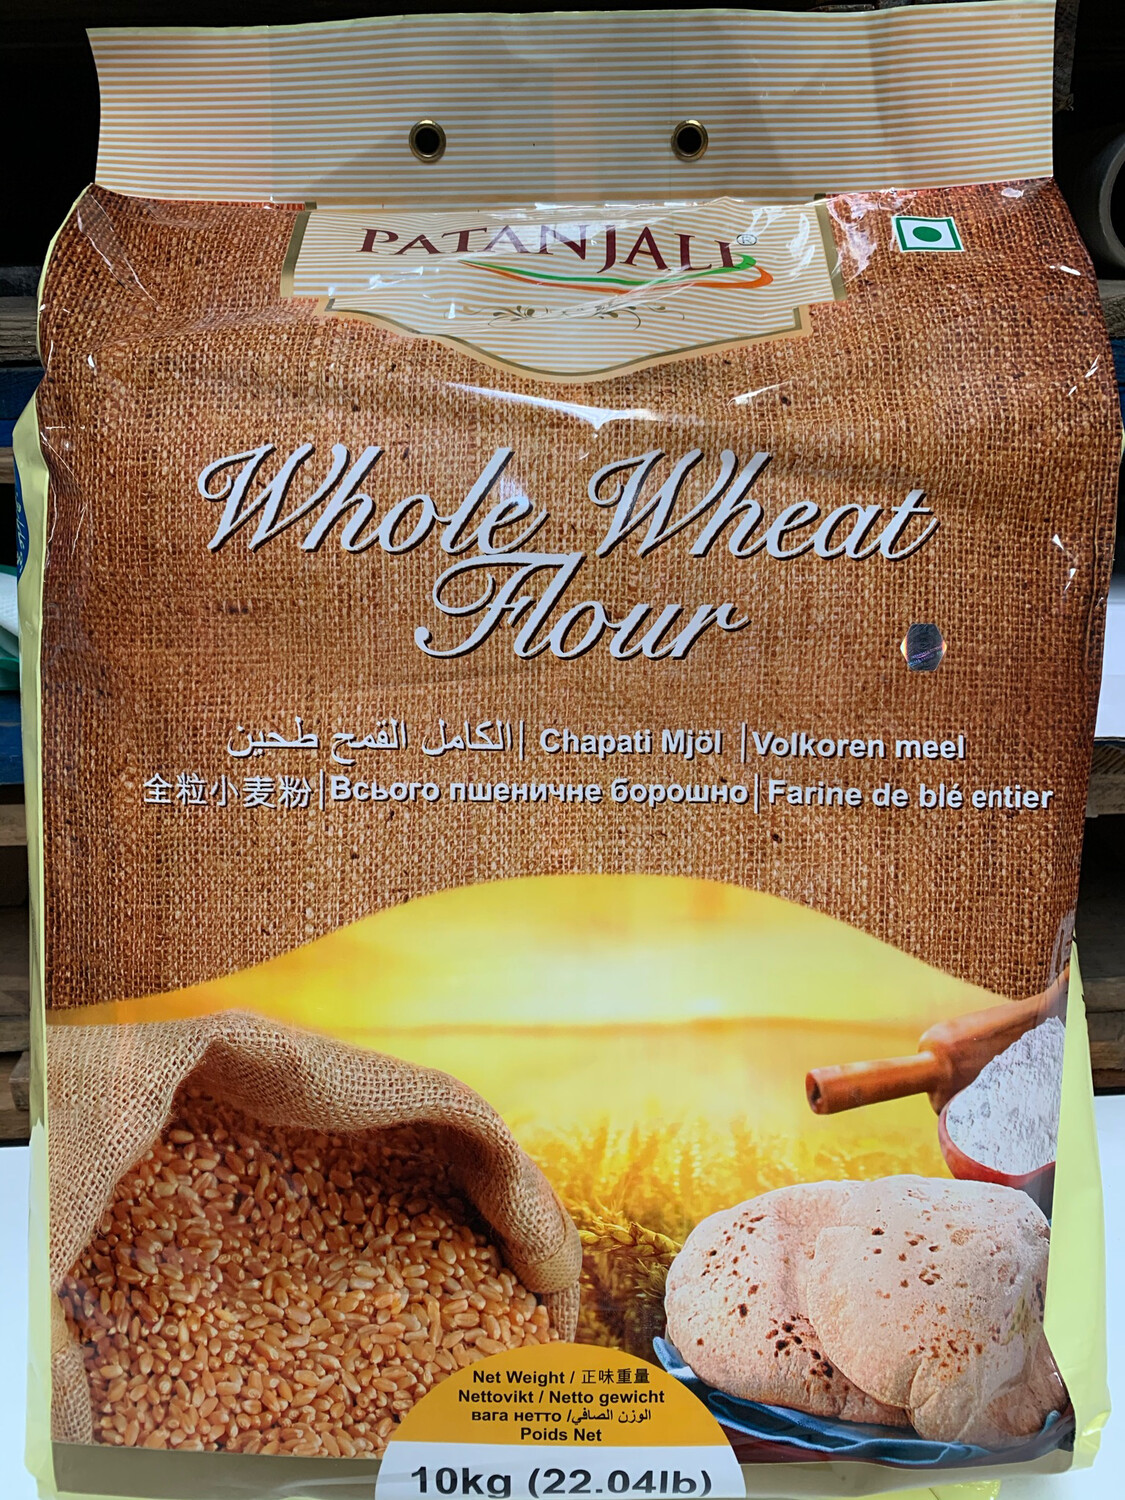 PATANJALI®
Whole Wheat
Flour
طحين القمح الكامل | Chapati Mjöl | Volkoren meel
全粒小麦粉 | Всього пшеничне борошно | Farine de blé entier
Net Weight / 正味重量
Nettovikt / Netto gewicht
вага нетто / الوزن الصافي
Poids Net
10kg (22.04lb)